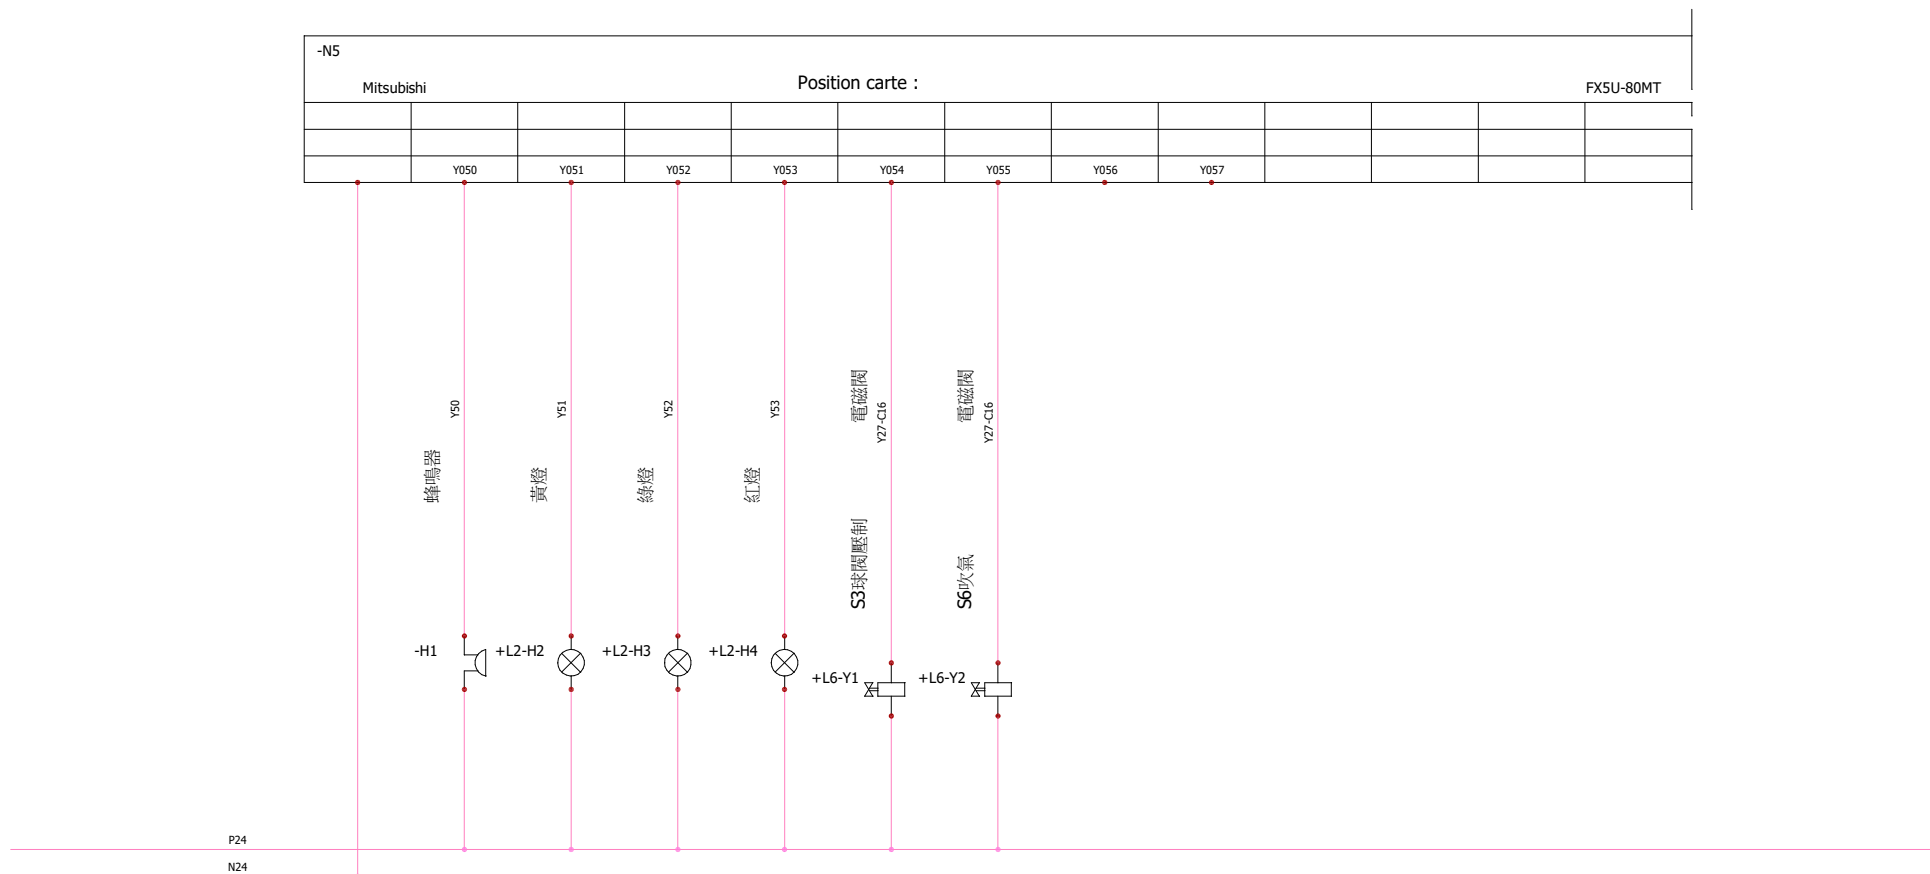 -N5
Mitsubishi
Position carte :
FX5U-80MT
Y050
Y051
Y052
Y053
Y054
Y055
Y056
Y057
Y50
Y51
Y52
Y53
電磁閥
Y27-C16
電磁閥
Y27-C16
蜂鳴器
黃燈
綠燈
紅燈
S3球閥壓制
S6吹氣
-H1
+L2-H2
+L2-H3
+L2-H4
+L6-Y1
+L6-Y2
P24
N24